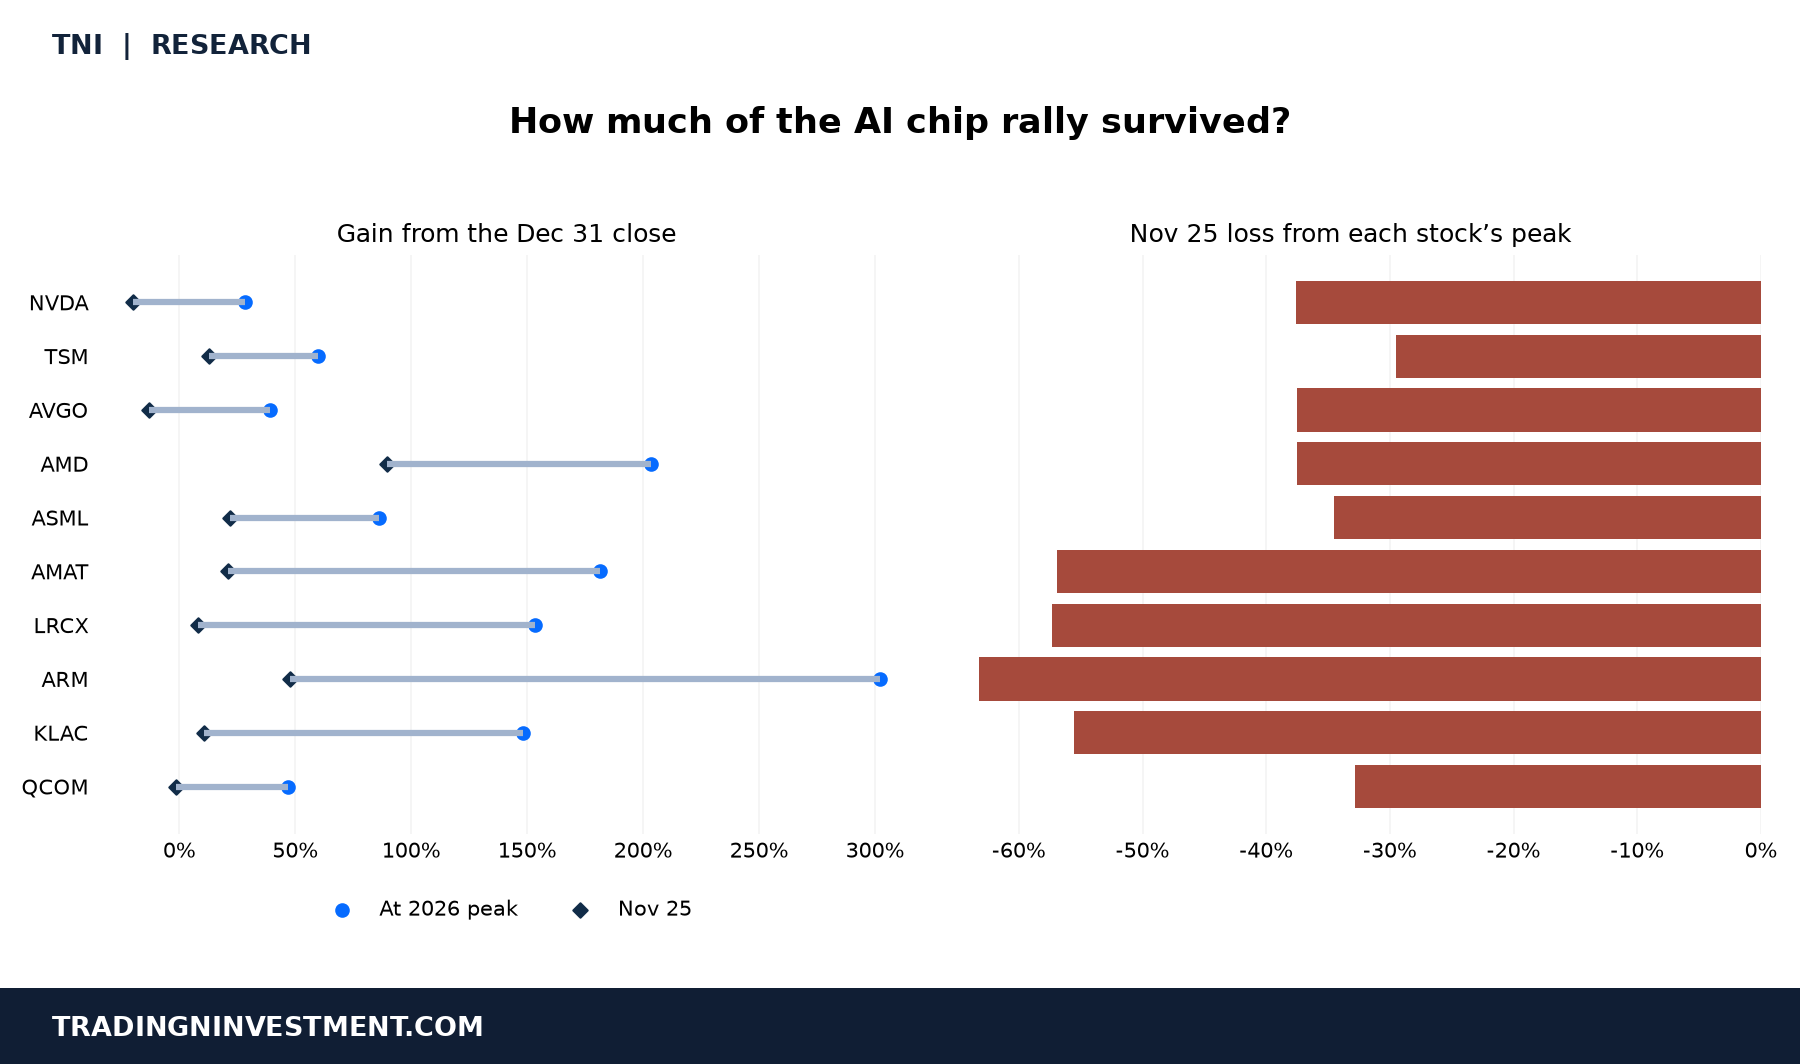 TNI | RESEARCH
How much of the AI chip rally survived?
Gain from the Dec 31 close
NVDA
TSM
AVGO
AMD
ASML
AMAT
LRCX
ARM
KLAC
QCOM
0% 50% 100% 150% 200% 250% 300%
At 2026 peak Nov 25
Nov 25 loss from each stock’s peak
-60% -50% -40% -30% -20% -10% 0%
TRADINGNINVESTMENT.COM